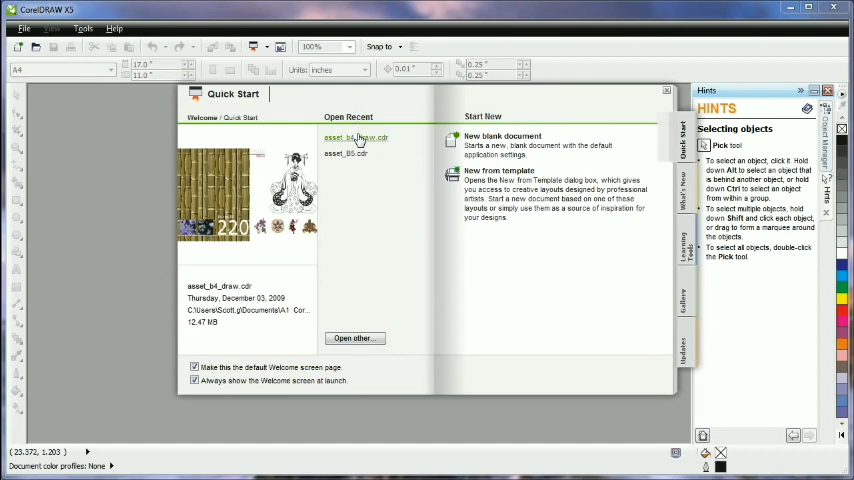 CorelDRAW X5
File View Tools Help
100% Snap to
A4 17.0" 11.0" Units: inches 0.01" 0.25" 0.25"
Quick Start
Welcome / Quick Start
Open Recent
asset_b4_draw.cdr
asset_B5.cdr
Start New
New blank document
Starts a new, blank document with the default
application settings.
New from template
Opens the New from Template dialog box, which gives
you access to creative layouts designed by professional
artists. Start a new document based on one of these
layouts or simply use them as a source of inspiration
for your designs.
220
asset_b4_draw.cdr
Thursday, December 03, 2009
C:\Users\Scott.g\Documents\A1 Cor...
12.47 MB
Open other...
Make this the default Welcome screen page.
Always show the Welcome screen at launch.
Quick Start
What's New
Learning Tools
Gallery
Updates
Hints
HINTS
Selecting objects
Pick tool
To select an object, click it. Hold
down Alt to select an object that
is behind another object, or hold
down Ctrl to select an object
from within a group.
To select multiple objects, hold
down Shift and click each object,
or drag to form a marquee around
the objects.
To select all objects, double-click
the Pick tool.
Object Manager
Hints
(23.372, 1.203)
Document color profiles: None